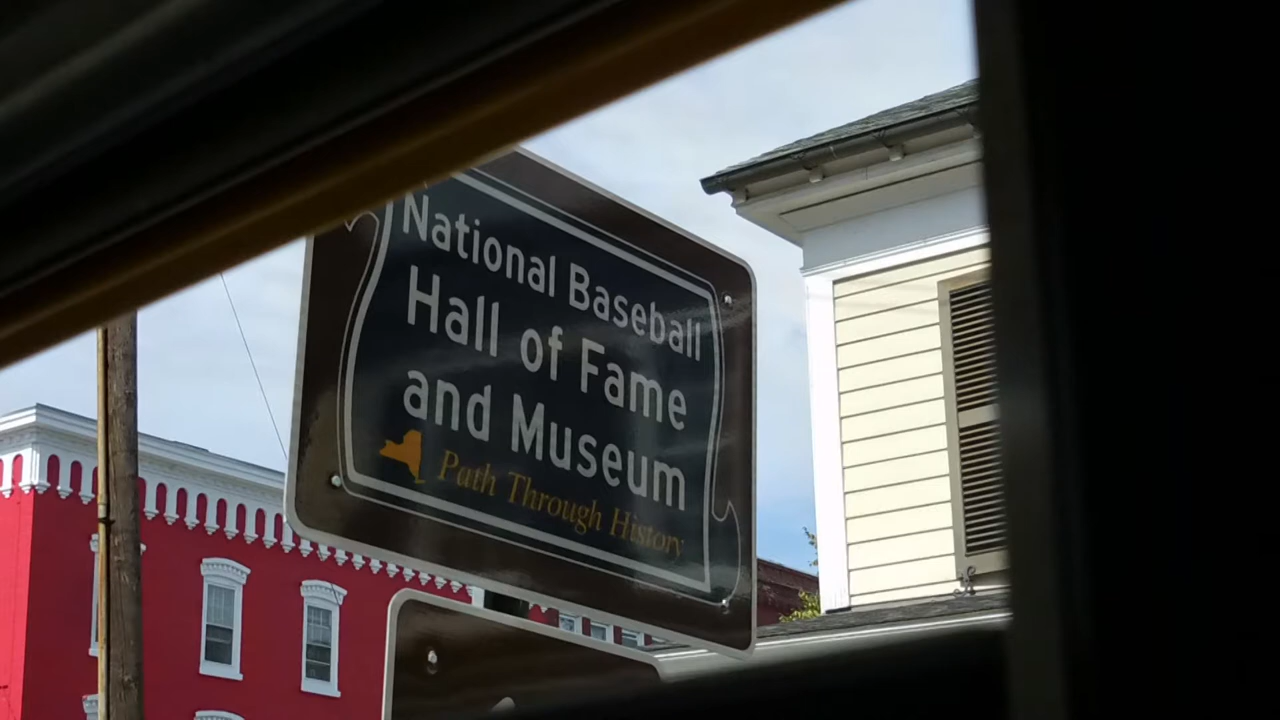 National Baseball
Hall of Fame
and Museum
Path Through History